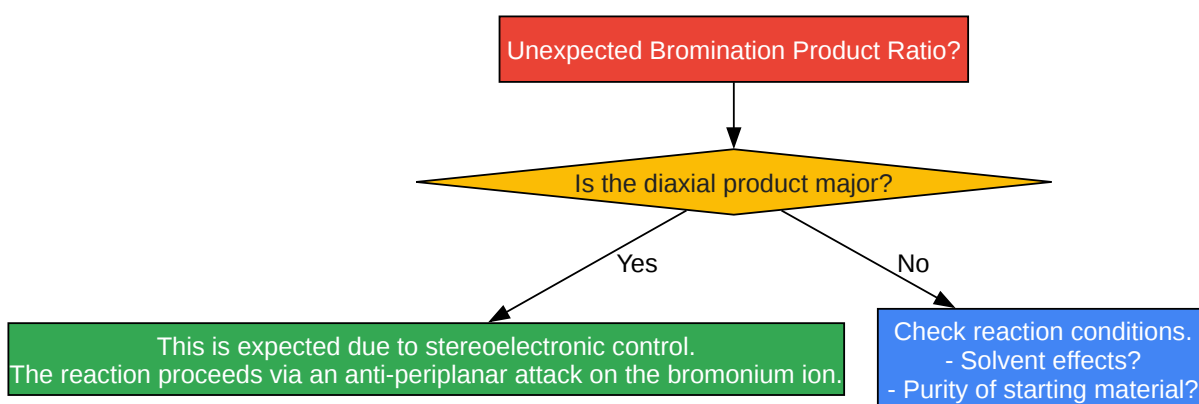 Unexpected Bromination Product Ratio?
Is the diaxial product major?
Yes
No
This is expected due to stereoelectronic control.
The reaction proceeds via an anti-periplanar attack on the bromonium ion.
Check reaction conditions.
- Solvent effects?
- Purity of starting material?